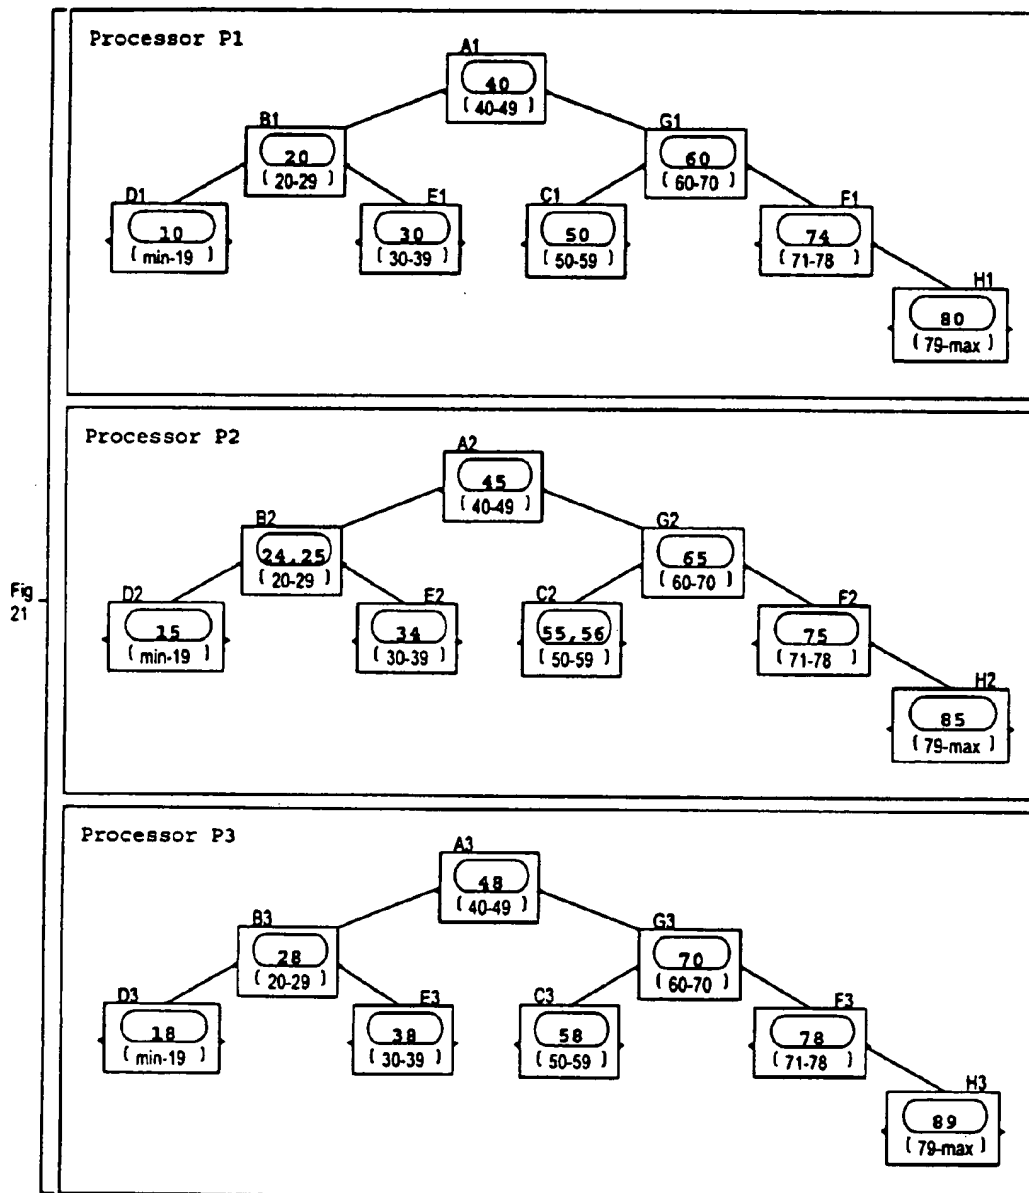 Processor P1
A1
40
( 40-49 )
B1
20
( 20-29 )
G1
60
( 60-70 )
D1
10
( min-19 )
E1
30
( 30-39 )
C1
50
( 50-59 )
F1
74
( 71-78 )
H1
80
( 79-max )
Processor P2
A2
45
( 40-49 )
B2
24,25
( 20-29 )
G2
65
( 60-70 )
Fig
21
D2
15
( min-19 )
E2
34
( 30-39 )
C2
55,56
( 50-59 )
F2
75
( 71-78 )
H2
85
( 79-max )
Processor P3
A3
48
( 40-49 )
B3
28
( 20-29 )
G3
70
( 60-70 )
D3
18
( min-19 )
E3
38
( 30-39 )
C3
58
( 50-59 )
F3
78
( 71-78 )
H3
89
( 79-max )